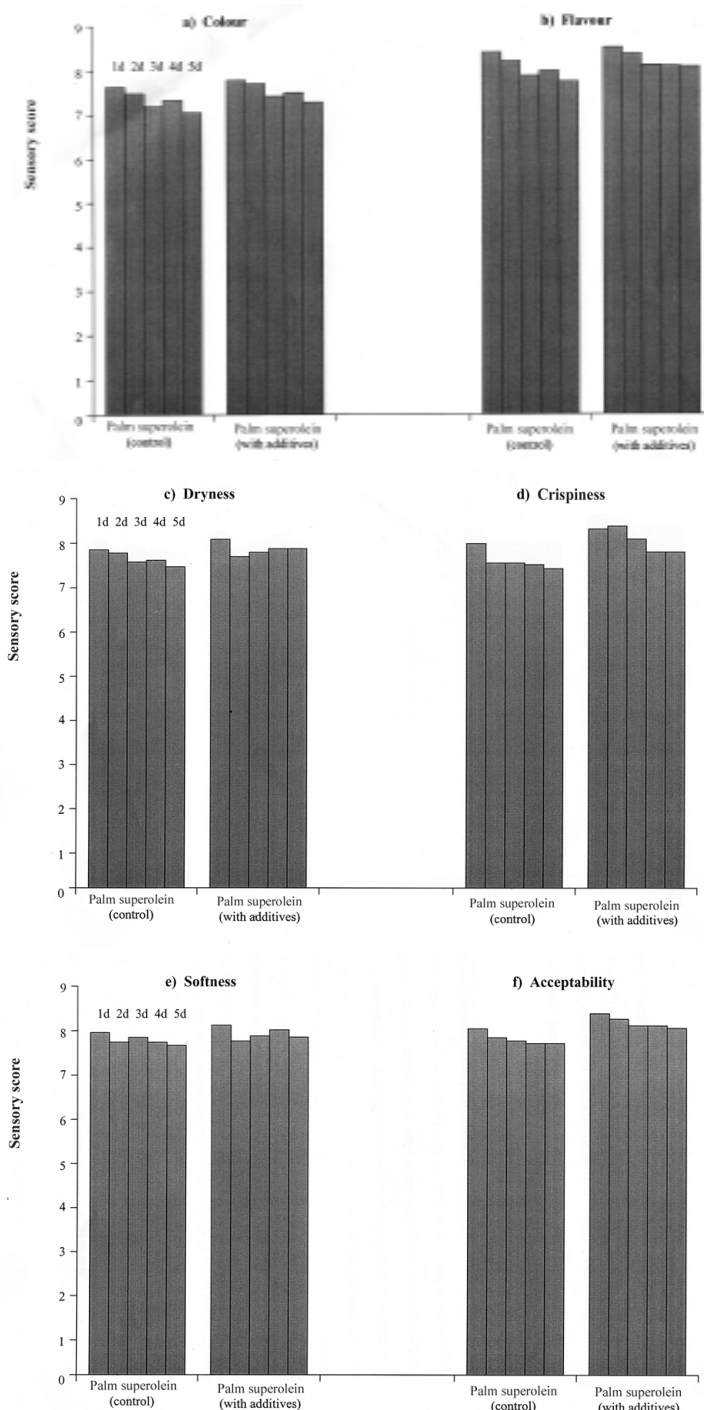 a) Colour
b) Flavour
Sensory score
9
8
7
6
5
4
3
2
1
0
1d 2d 3d 4d 5d
Palm superolein
(control)
Palm superolein
(with additives)
Palm superolein
(control)
Palm superolein
(with additives)
c) Dryness
d) Crispiness
Sensory score
9
8
7
6
5
4
3
2
1
0
1d 2d 3d 4d 5d
Palm superolein
(control)
Palm superolein
(with additives)
Palm superolein
(control)
Palm superolein
(with additives)
e) Softness
f) Acceptability
Sensory score
9
8
7
6
5
4
3
2
1
0
1d 2d 3d 4d 5d
Palm superolein
(control)
Palm superolein
(with additives)
Palm superolein
(control)
Palm superolein
(with additives)